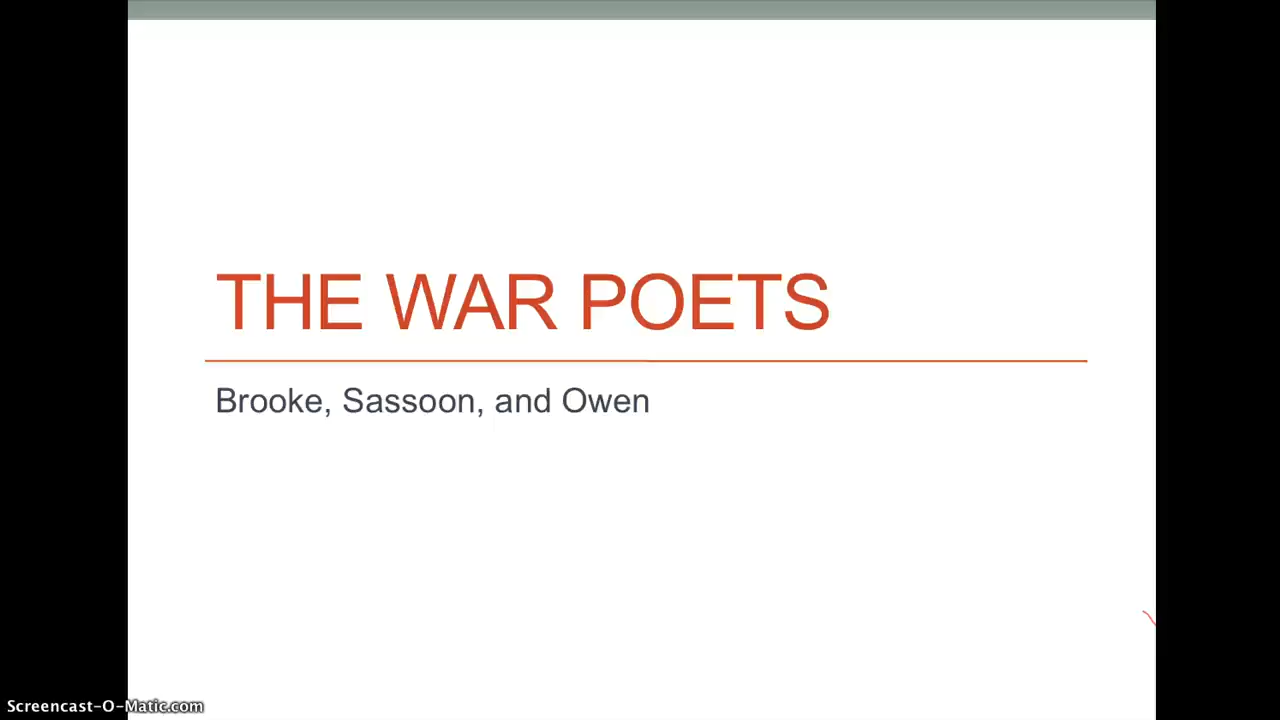 THE WAR POETS
Brooke, Sassoon, and Owen
Screencast-O-Matic.com